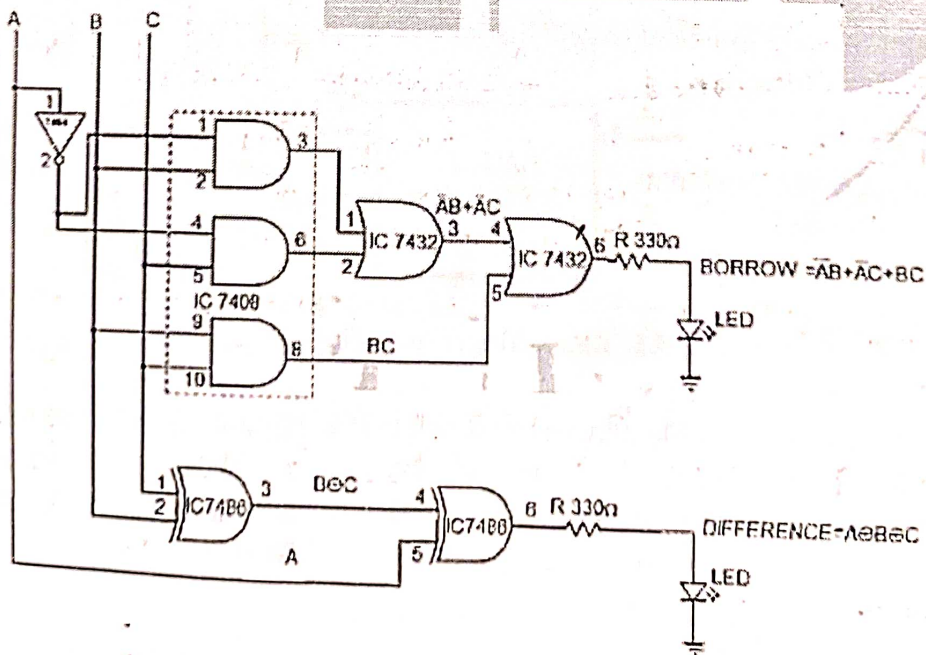 A B C
1
2
1
2
3
4
5
6
IC 7408
9
10
8
BC
1
2
IC 7432
ĀB+ĀC
3
4
5
IC 7432
6 R 330Ω
BORROW =ĀB+ĀC+BC
LED
1
2
IC7486
3
B⊕C
A
4
5
IC7486
6 R 330Ω
DIFFERENCE=A⊕B⊕C
LED